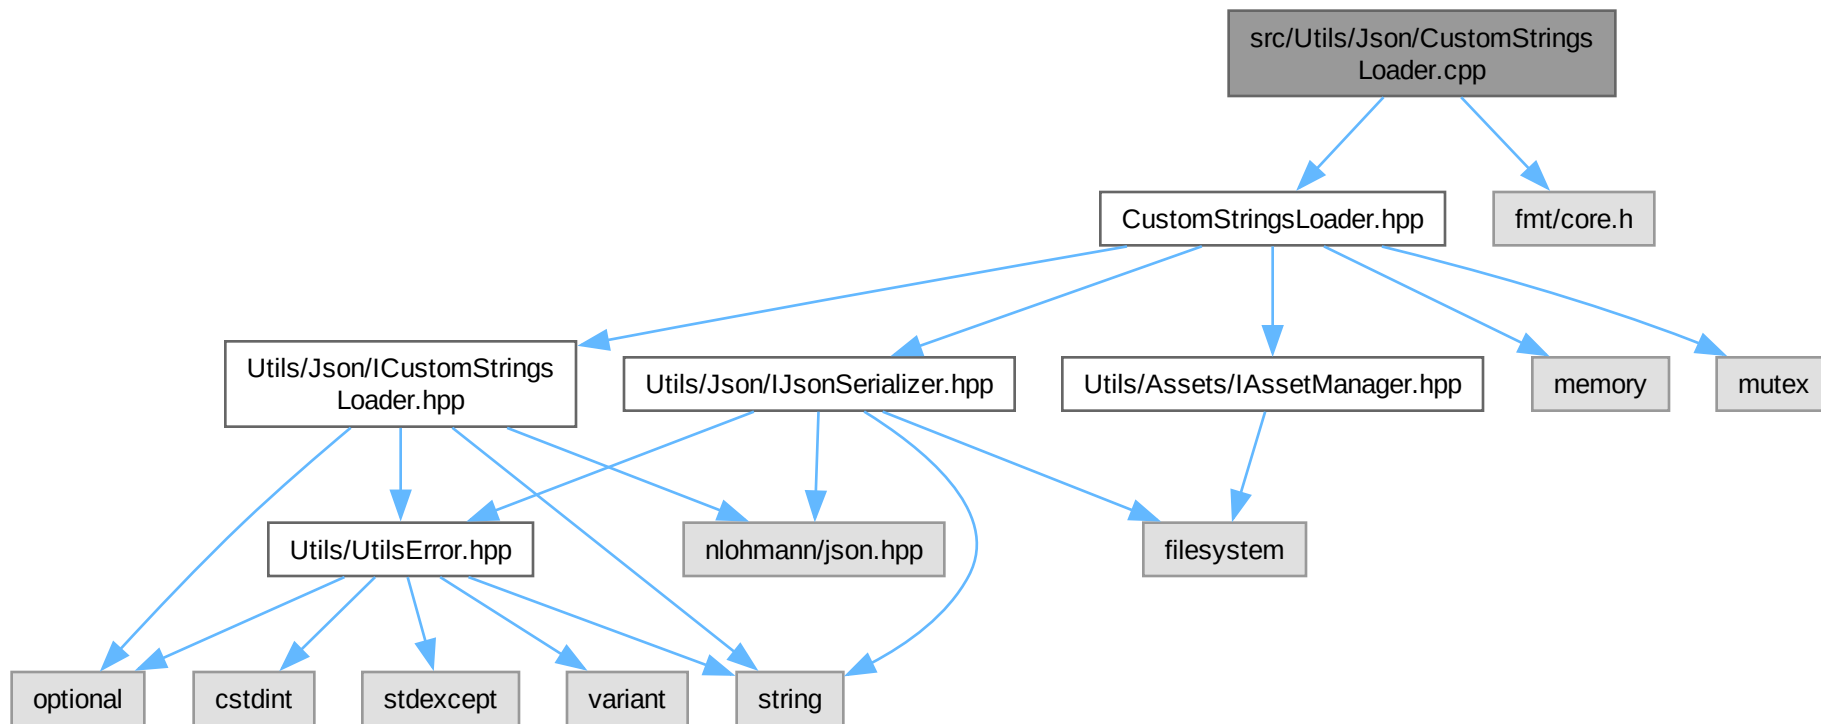 src/Utils/Json/CustomStrings
Loader.cpp
CustomStringsLoader.hpp
fmt/core.h
Utils/Json/ICustomStrings
Loader.hpp
Utils/Json/IJsonSerializer.hpp
Utils/Assets/IAssetManager.hpp
memory
mutex
Utils/UtilsError.hpp
nlohmann/json.hpp
filesystem
optional
cstdint
stdexcept
variant
string